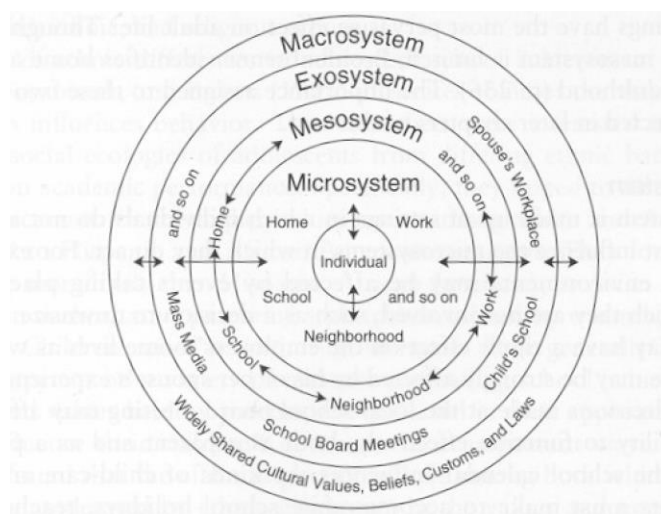 Macrosystem
Exosystem
Mesosystem
Microsystem
Home Work
Individual
School and so on
Neighborhood
Home
and so on
Work
Neighborhood
School
and so on
Spouse's Workplace
Child's School
School Board Meetings
Mass Media
Widely Shared Cultural Values, Beliefs, Customs, and Laws